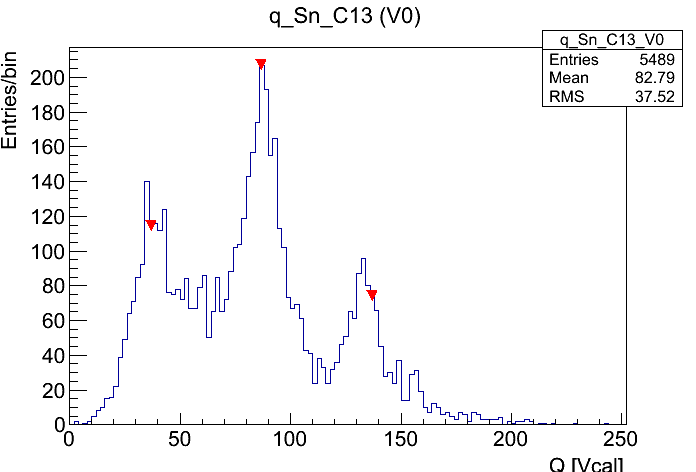 q_Sn_C13 (V0)
q_Sn_C13_V0
Entries 5489
Mean 82.79
RMS 37.52
Entries/bin
200
180
160
140
120
100
80
60
40
20
0
0 50 100 150 200 250
Q [Vcal]